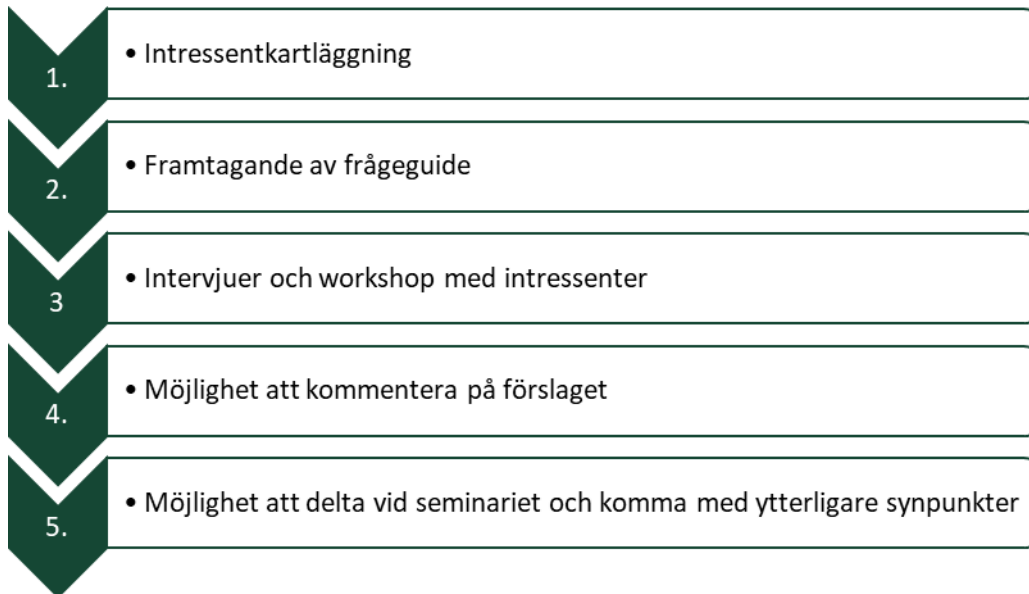 1.
• Intressentkartläggning
2.
• Framtagande av frågeguide
3
• Intervjuer och workshop med intressenter
4.
• Möjlighet att kommentera på förslaget
5.
• Möjlighet att delta vid seminariet och komma med ytterligare synpunkter